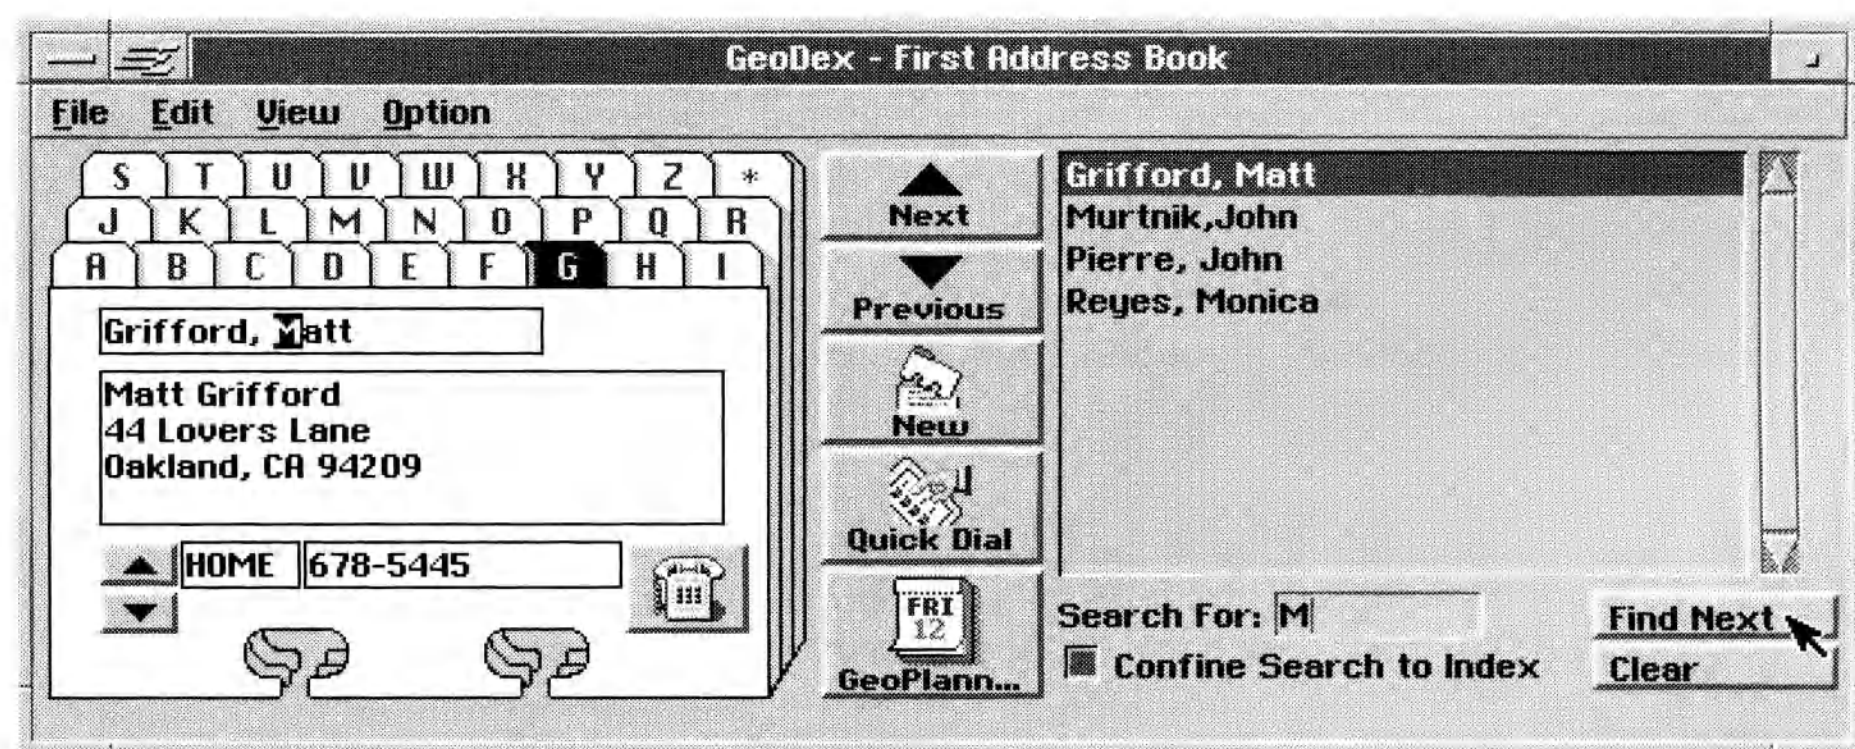 GeoDex - First Address Book
File Edit View Option
S T U V W X Y Z *
J K L M N O P Q R
A B C D E F G H I
Grifford, Matt
Matt Grifford
44 Lovers Lane
Oakland, CA 94209
HOME 678-5445
Next
Previous
New
Quick Dial
FRI
12
GeoPlann...
Grifford, Matt
Murtnik,John
Pierre, John
Reyes, Monica
Search For: M
Find Next
Confine Search to Index
Clear